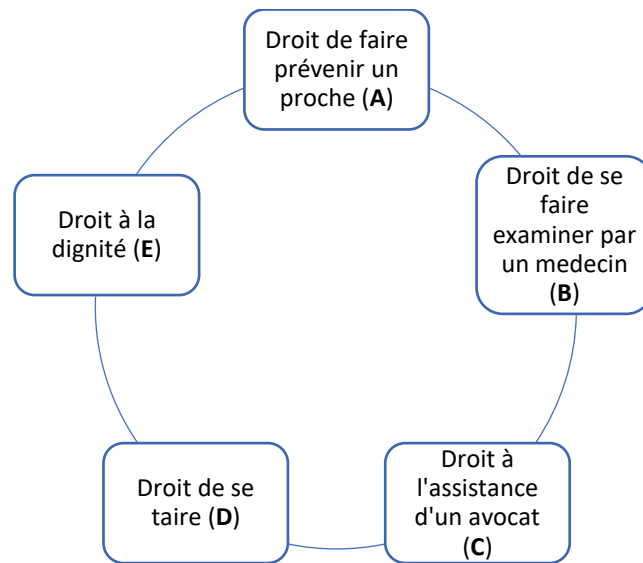 Droit de faire
prévenir un
proche (A)
Droit de se
faire
examiner par
un medecin
(B)
Droit à
l'assistance
d'un avocat
(C)
Droit de se
taire (D)
Droit à la
dignité (E)